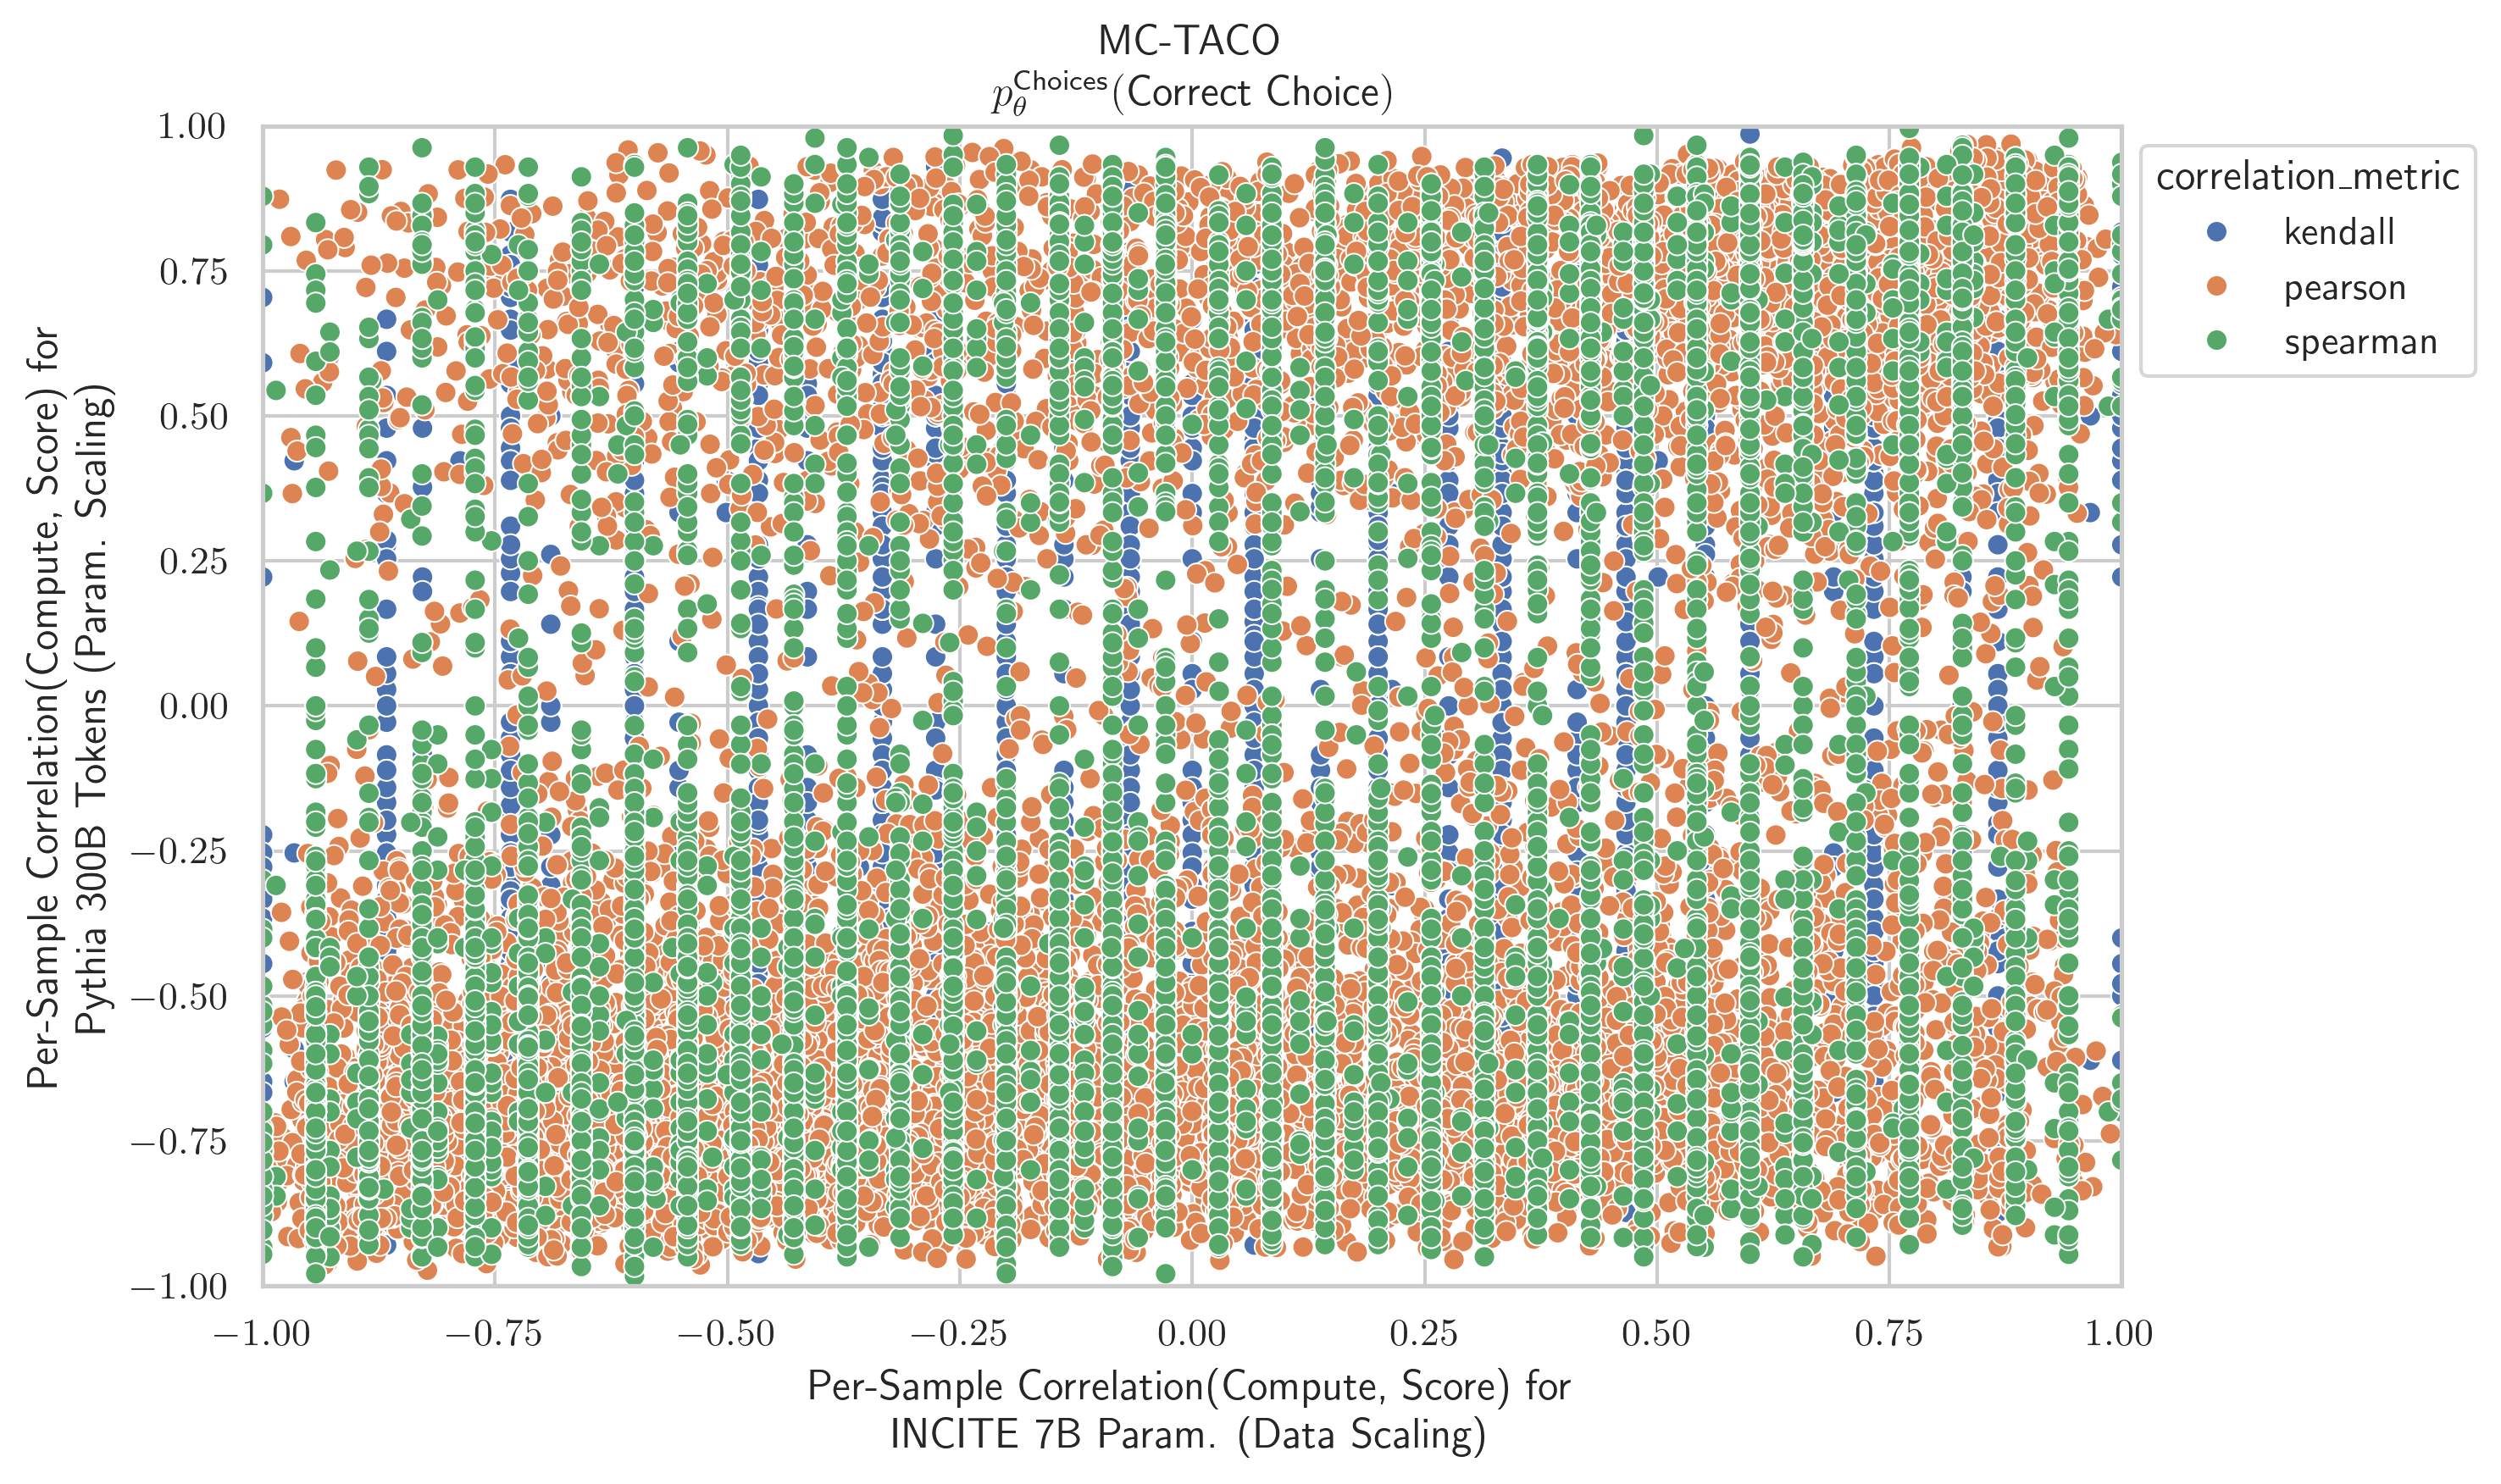 MC-TACO
p_θ^Choices(Correct Choice)
1.00
0.75
0.50
0.25
0.00
−0.25
−0.50
−0.75
−1.00
Per-Sample Correlation(Compute, Score) for
Pythia 300B Tokens (Param. Scaling)
−1.00 −0.75 −0.50 −0.25 0.00 0.25 0.50 0.75 1.00
Per-Sample Correlation(Compute, Score) for
INCITE 7B Param. (Data Scaling)
correlation_metric
kendall
pearson
spearman